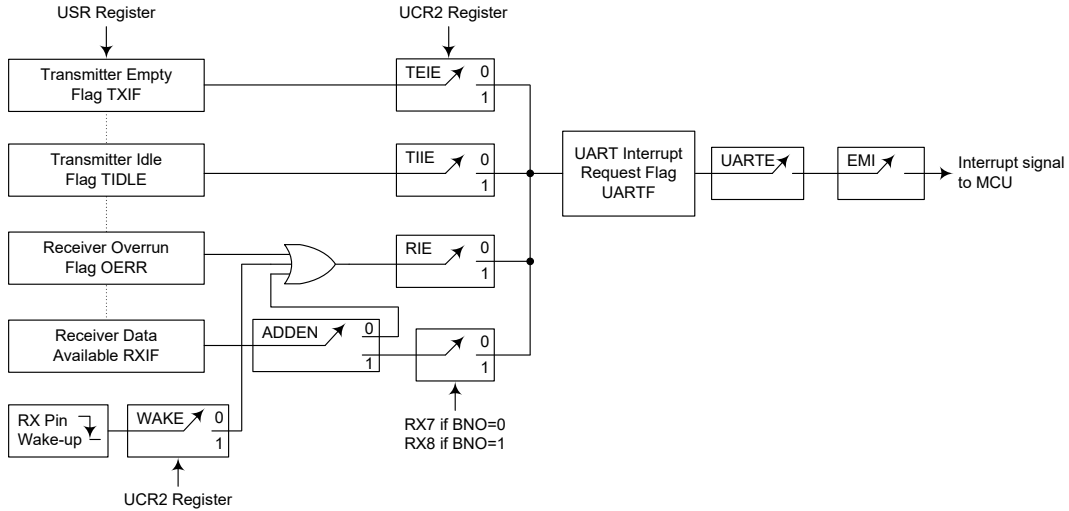 USR Register
UCR2 Register
Transmitter Empty
Flag TXIF
TEIE
0
1
Transmitter Idle
Flag TIDLE
TIIE
0
1
UART Interrupt
Request Flag
UARTF
UARTE
EMI
Interrupt signal
to MCU
Receiver Overrun
Flag OERR
RIE
0
1
Receiver Data
Available RXIF
ADDEN
0
1
0
1
RX Pin
Wake-up
WAKE
0
1
RX7 if BNO=0
RX8 if BNO=1
UCR2 Register